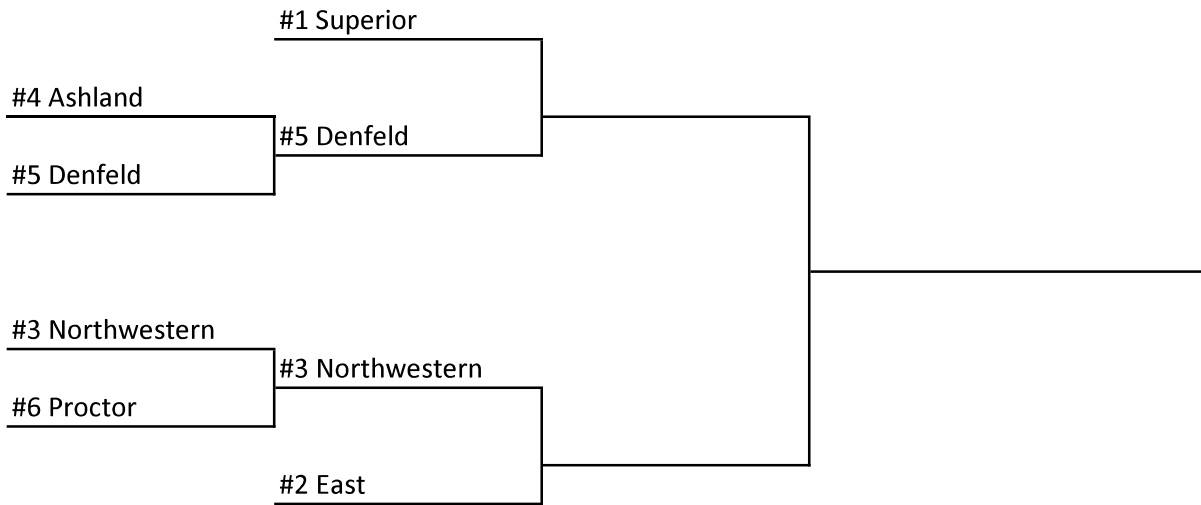 #1 Superior
#4 Ashland
#5 Denfeld
#5 Denfeld
#3 Northwestern
#3 Northwestern
#6 Proctor
#2 East